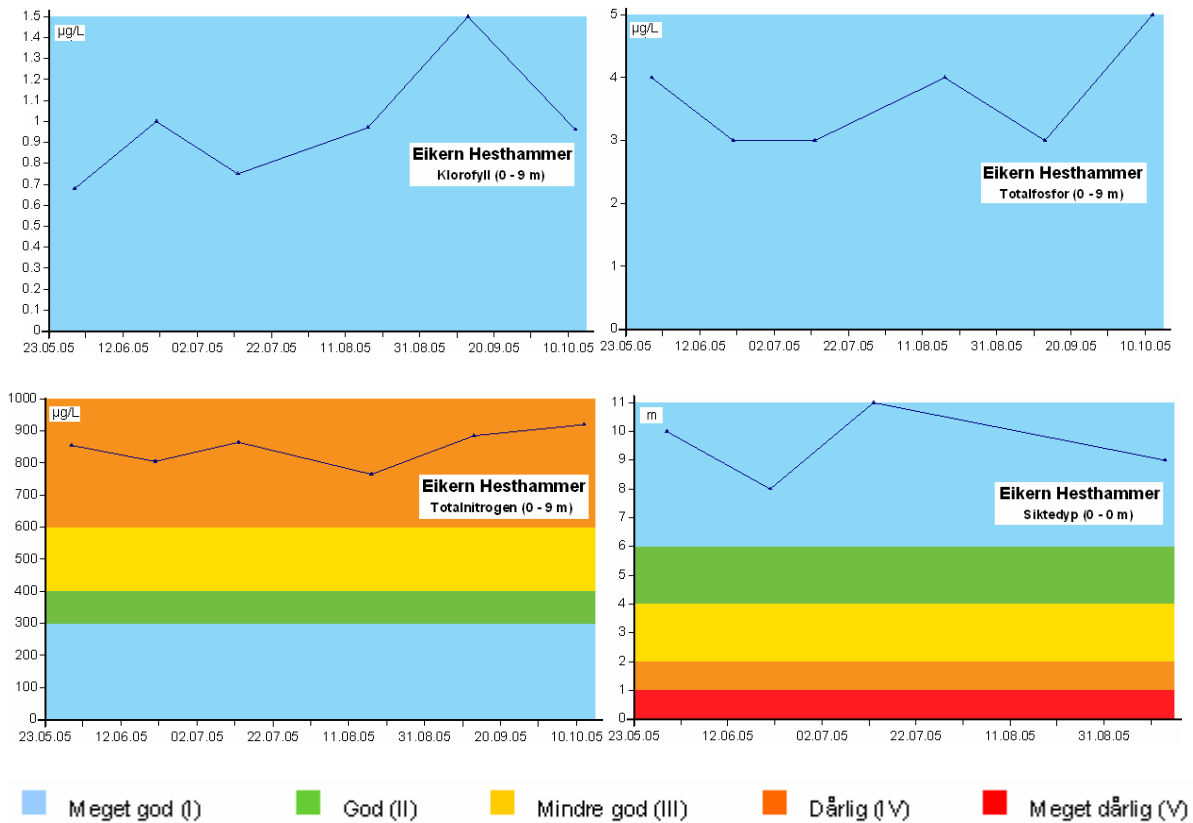 1.5
µg/L
1.4
1.3
1.2
1.1
1
0.9
0.8
0.7
0.6
0.5
0.4
0.3
0.2
0.1
0
Eikern Hesthammer
Klorofyll (0 - 9 m)
23.05.05 12.06.05 02.07.05 22.07.05 11.08.05 31.08.05 20.09.05 10.10.05
5
µg/L
4
3
2
1
0
Eikern Hesthammer
Totalfosfor (0 - 9 m)
23.05.05 12.06.05 02.07.05 22.07.05 11.08.05 31.08.05 20.09.05 10.10.05
1000
µg/L
900
800
700
600
500
400
300
200
100
0
Eikern Hesthammer
Totalnitrogen (0 - 9 m)
23.05.05 12.06.05 02.07.05 22.07.05 11.08.05 31.08.05 20.09.05 10.10.05
11
m
10
9
8
7
6
5
4
3
2
1
0
Eikern Hesthammer
Siktedyp (0 - 0 m)
23.05.05 12.06.05 02.07.05 22.07.05 11.08.05 31.08.05
Meget god (I) God (II) Mindre god (III) Dårlig (IV) Meget dårlig (V)